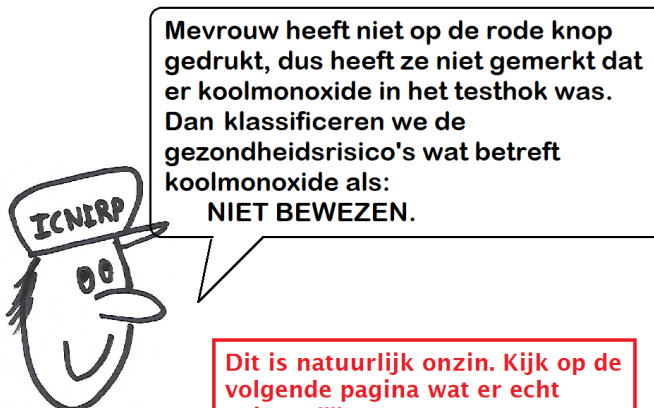 Mevrouw heeft niet op de rode knop
gedrukt, dus heeft ze niet gemerkt dat
er koolmonoxide in het testhok was.
Dan klassificeren we de
gezondheidsrisico's wat betreft
koolmonoxide als:
NIET BEWEZEN.
ICNIRP
Dit is natuurlijk onzin. Kijk op de
volgende pagina wat er echt